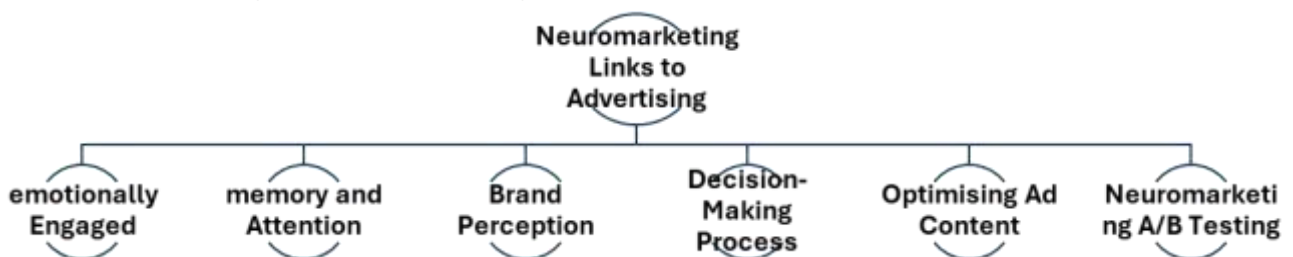 Neuromarketing
Links to
Advertising
emotionally
Engaged
memory and
Attention
Brand
Perception
Decision-
Making
Process
Optimising Ad
Content
Neuromarketi
ng A/B Testing